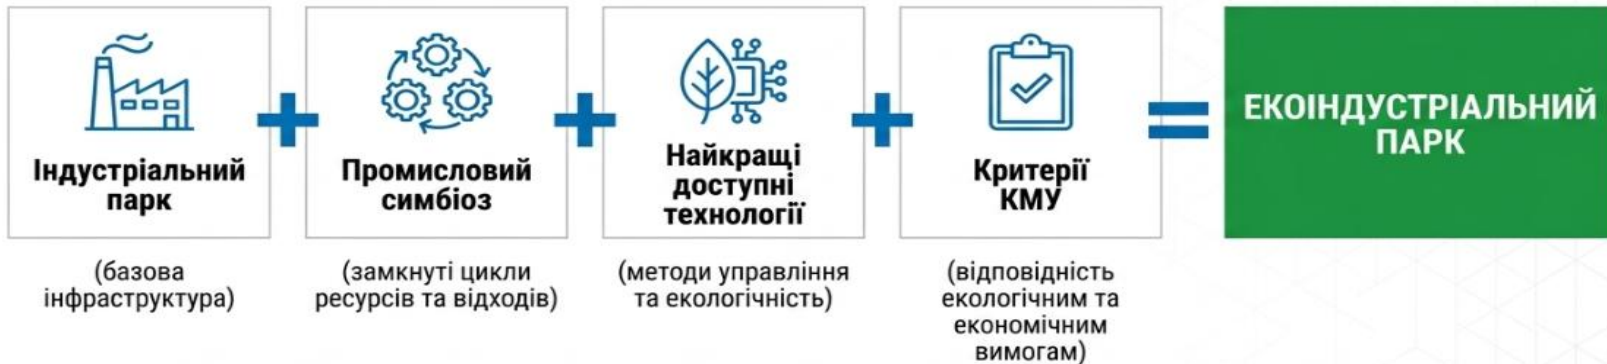 Індустріальний
парк
(базова
інфраструктура)
Промисловий
симбіоз
(замкнуті цикли
ресурсів та відходів)
Найкращі
доступні
технології
(методи управління
та екологічність)
Критерії
КМУ
(відповідність
екологічним та
економічним
вимогам)
ЕКОІНДУСТРІАЛЬНИЙ
ПАРК